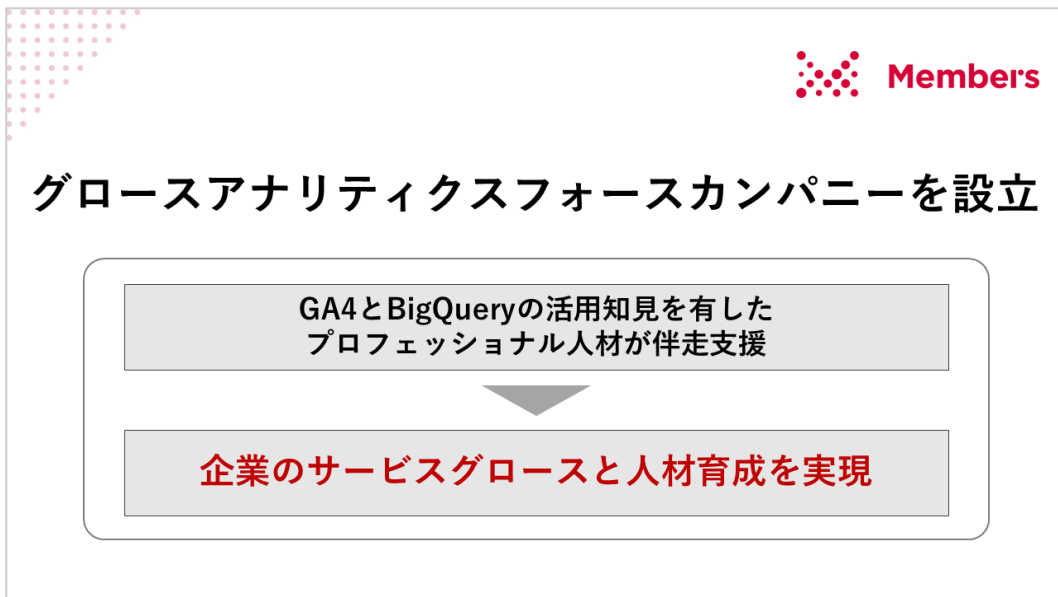 Members
グロースアナリティクスフォースカンパニーを設立
GA4とBigQueryの活用知見を有した
プロフェッショナル人材が伴走支援
企業のサービスグロースと人材育成を実現